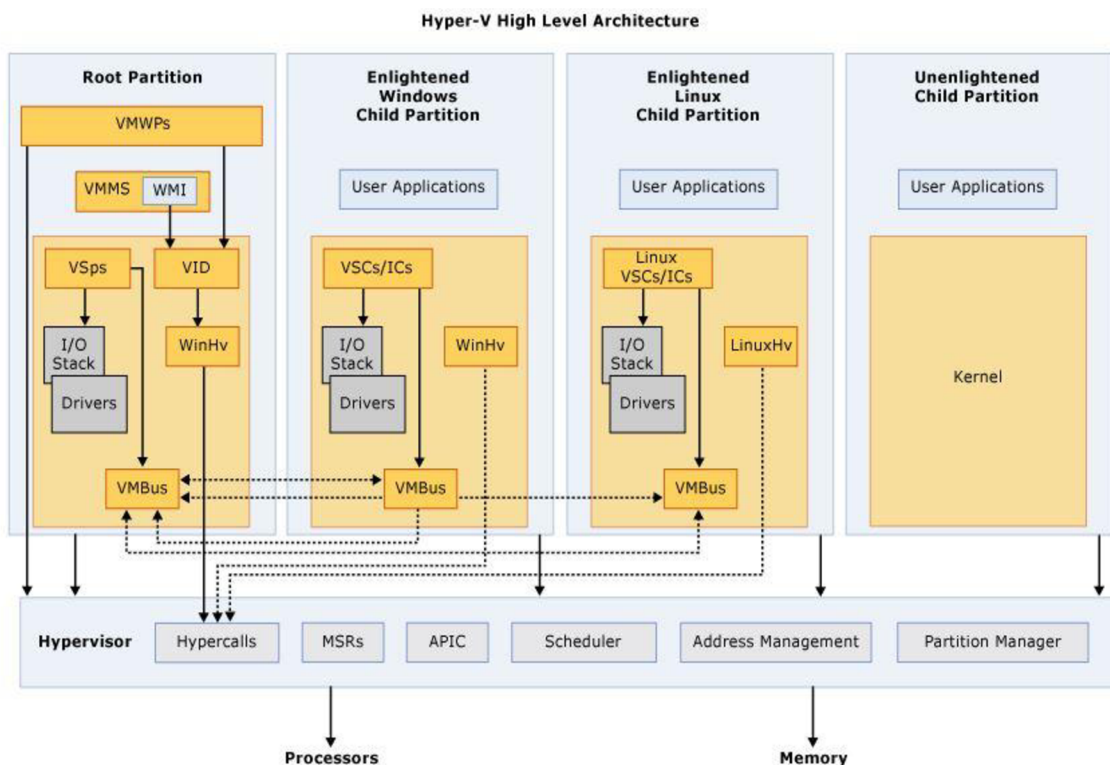 Hyper-V High Level Architecture
Root Partition
VMWPs
VMMS
WMI
VSps
VID
I/O
Stack
WinHv
Drivers
VMBus
Enlightened
Windows
Child Partition
User Applications
VSCs/ICs
I/O
Stack
WinHv
Drivers
VMBus
Enlightened
Linux
Child Partition
User Applications
Linux
VSCs/ICs
I/O
Stack
LinuxHv
Drivers
VMBus
Unenlightened
Child Partition
User Applications
Kernel
Hypervisor
Hypercalls
MSRs
APIC
Scheduler
Address Management
Partition Manager
Processors
Memory